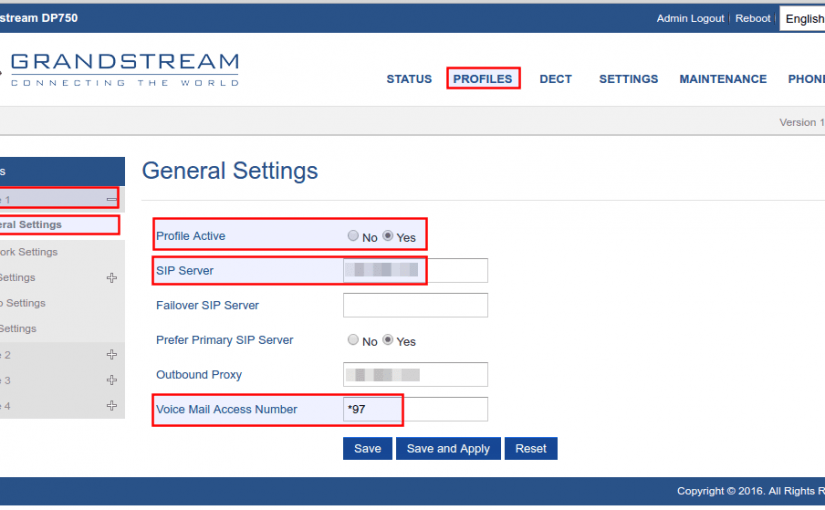 stream DP750
Admin Logout | Reboot | English
GRANDSTREAM
CONNECTING THE WORLD
STATUS PROFILES DECT SETTINGS MAINTENANCE PHON
Version 1
s
General Settings
e 1
eral Settings
ork Settings
Settings
o Settings
Settings
e 2
e 3
e 4
Profile Active No Yes
SIP Server
Failover SIP Server
Prefer Primary SIP Server No Yes
Outbound Proxy
Voice Mail Access Number *97
Save Save and Apply Reset
Copyright © 2016. All Rights R